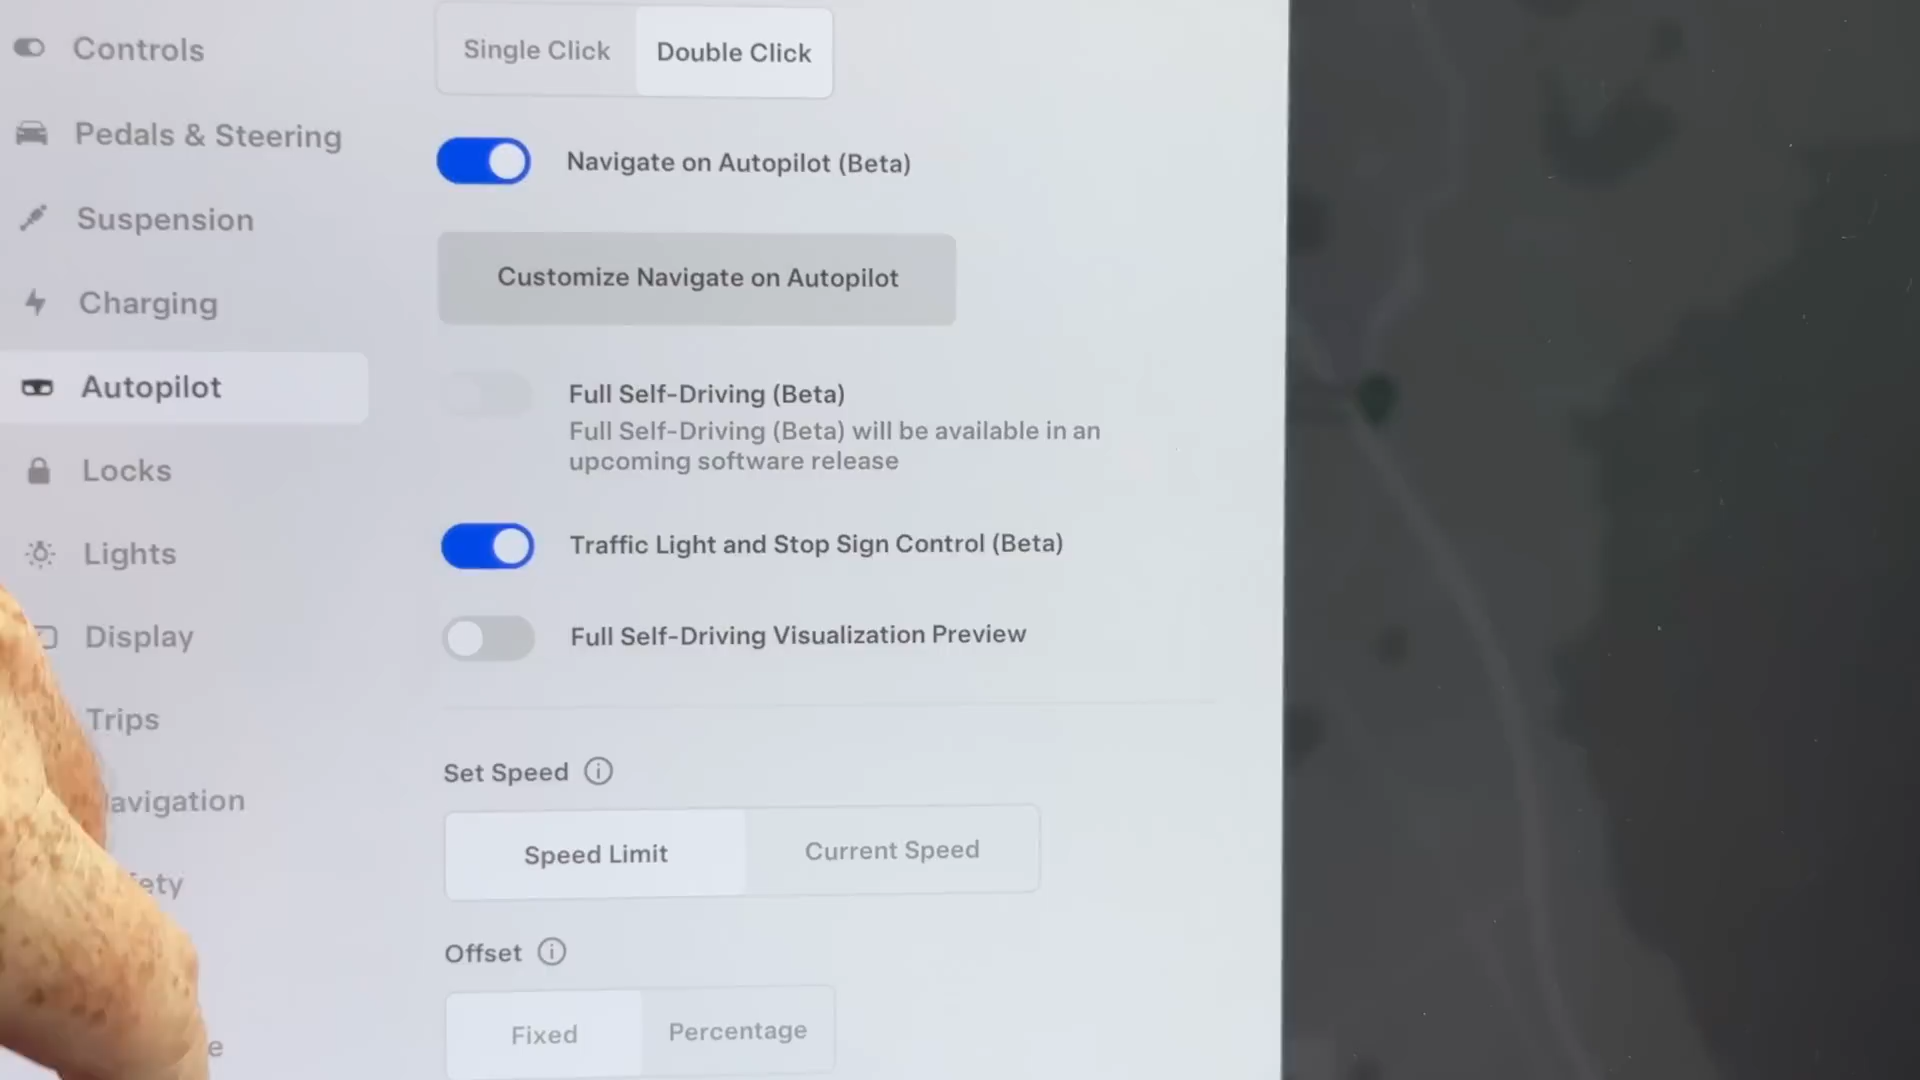 Controls
Pedals & Steering
Suspension
Charging
Autopilot
Locks
Lights
Display
Trips
avigation
ety
e
Single Click
Double Click
Navigate on Autopilot (Beta)
Customize Navigate on Autopilot
Full Self-Driving (Beta)
Full Self-Driving (Beta) will be available in an
upcoming software release
Traffic Light and Stop Sign Control (Beta)
Full Self-Driving Visualization Preview
Set Speed
Speed Limit
Current Speed
Offset
Fixed
Percentage